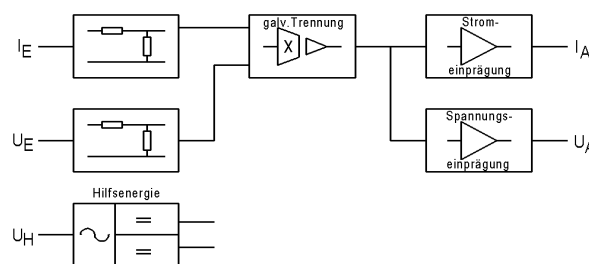 galv.Trennung
Strom-
I_E
X
einprägung
I_A
U_E
Spannungs-
einprägung
U_A
Hilfsenergie
U_H